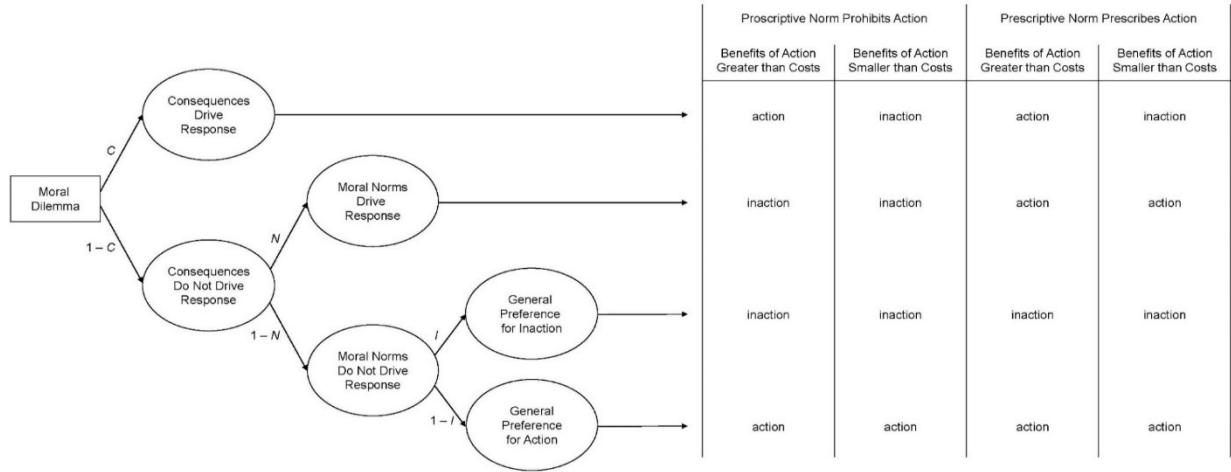 Proscriptive Norm Prohibits Action
Prescriptive Norm Prescribes Action
Benefits of Action
Greater than Costs
Benefits of Action
Smaller than Costs
Benefits of Action
Greater than Costs
Benefits of Action
Smaller than Costs
Consequences
Drive
Response
action
inaction
action
inaction
C
Moral
Dilemma
Moral Norms
Drive
Response
inaction
inaction
action
action
1 – C
N
Consequences
Do Not Drive
Response
General
Preference
for Inaction
inaction
inaction
inaction
inaction
1 – N
I
Moral Norms
Do Not Drive
Response
1 – I
General
Preference
for Action
action
action
action
action